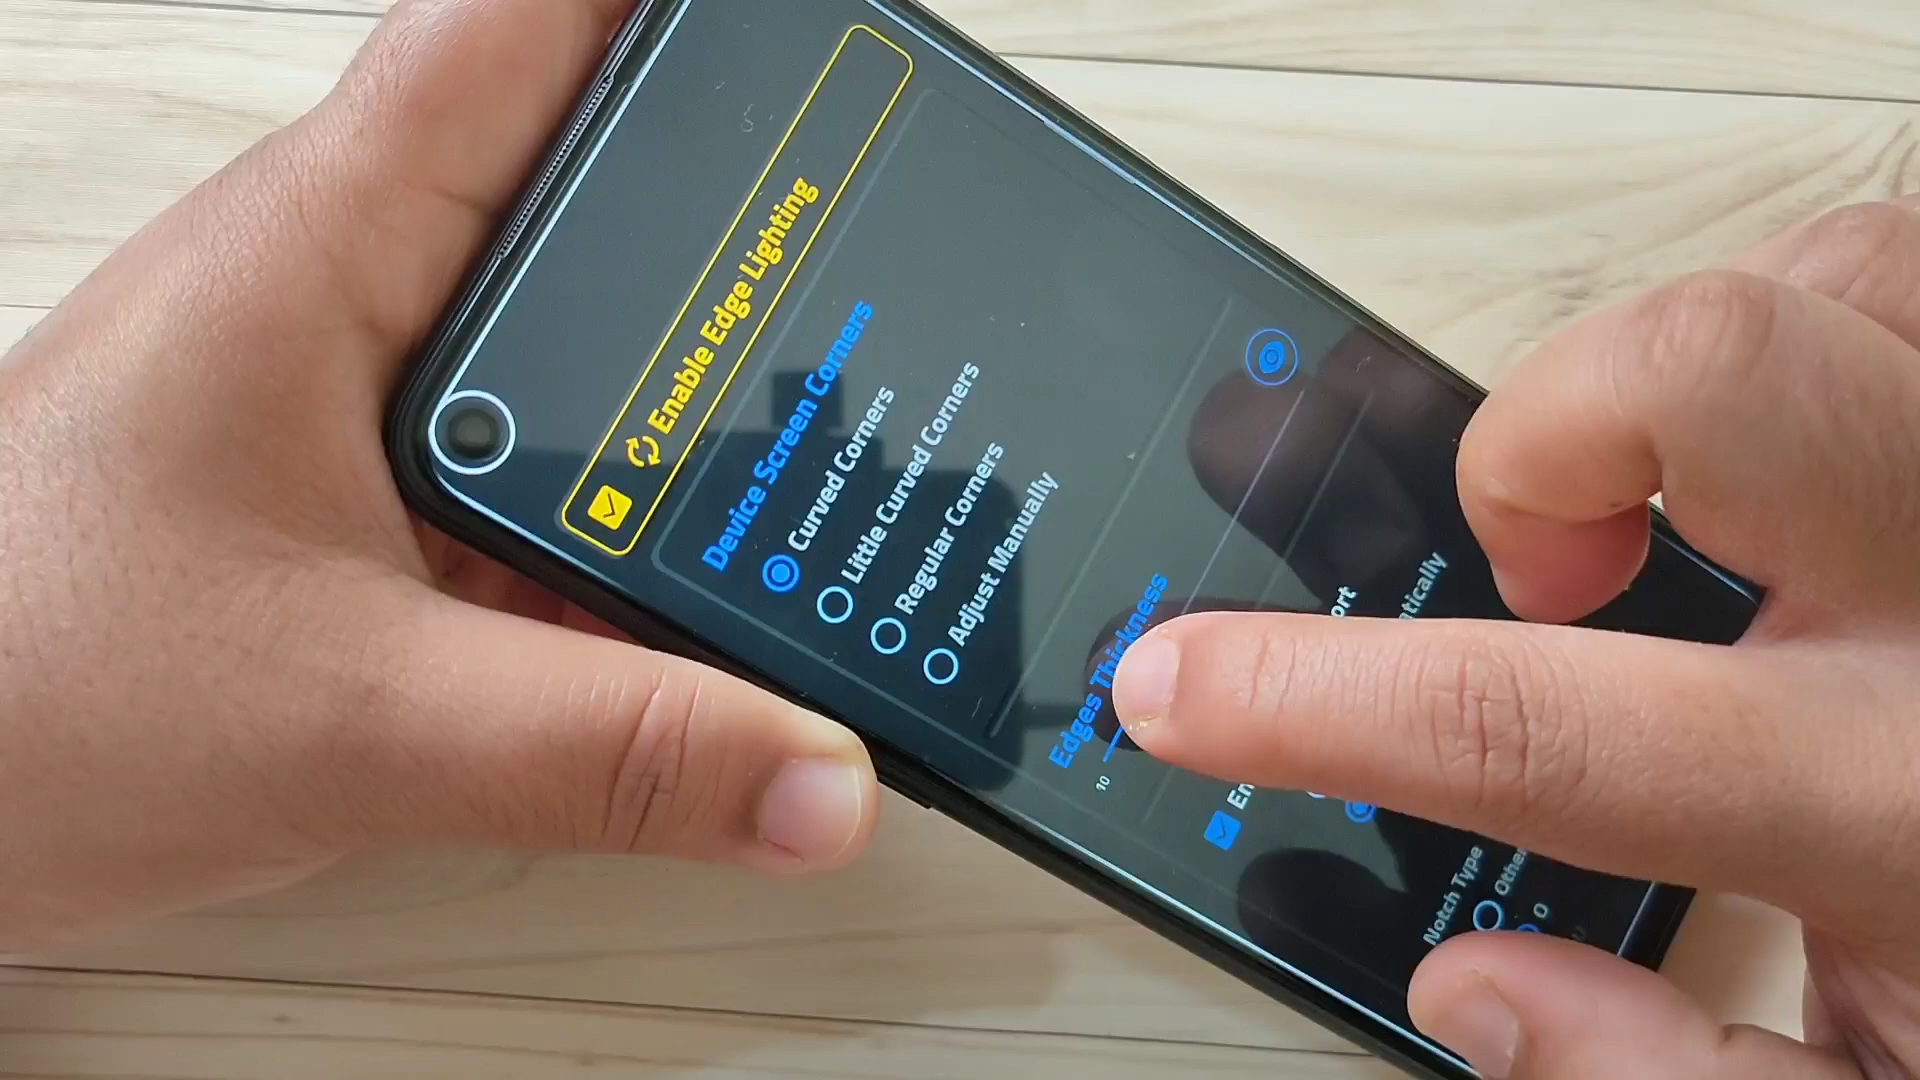 Enable Edge Lighting
Device Screen Corners
Curved Corners
Little Curved Corners
Regular Corners
Adjust Manually
Edges Thickness
10
Notch Type
O